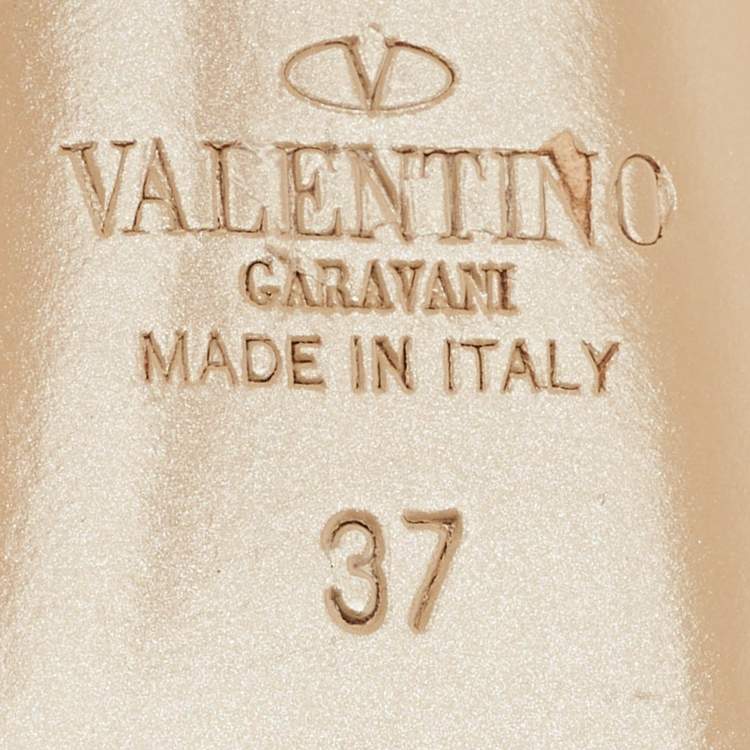 V
VALENTINO
GARAVANI
MADE IN ITALY
37